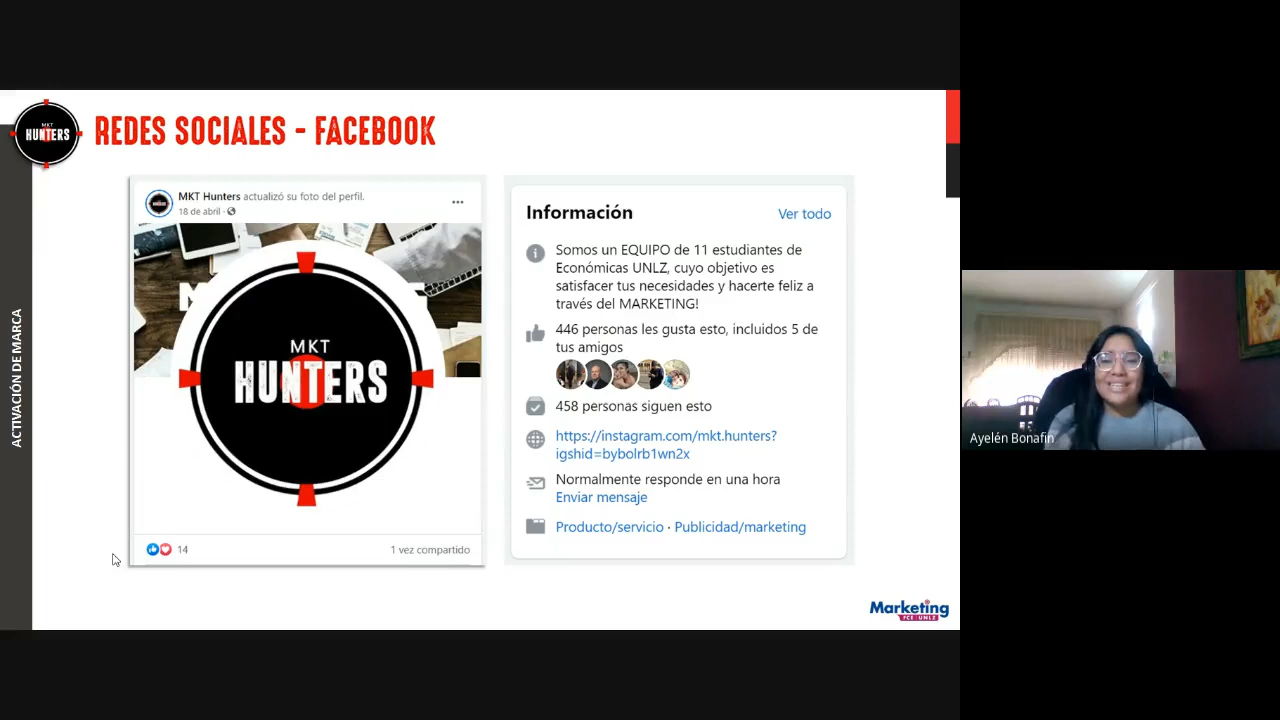 MKT
HUNTERS
REDES SOCIALES - FACEBOOK
ACTIVACIÓN DE MARCA
MKT Hunters actualizó su foto del perfil.
18 de abril ·
MKT
HUNTERS
14
1 vez compartido
Información
Ver todo
Somos un EQUIPO de 11 estudiantes de
Económicas UNLZ, cuyo objetivo es
satisfacer tus necesidades y hacerte feliz a
través del MARKETING!
446 personas les gusta esto, incluidos 5 de
tus amigos
458 personas siguen esto
https://instagram.com/mkt.hunters?
igshid=bybolrb1wn2x
Normalmente responde en una hora
Enviar mensaje
Producto/servicio · Publicidad/marketing
Marketing
FCE UNLZ
Ayelén Bonafin